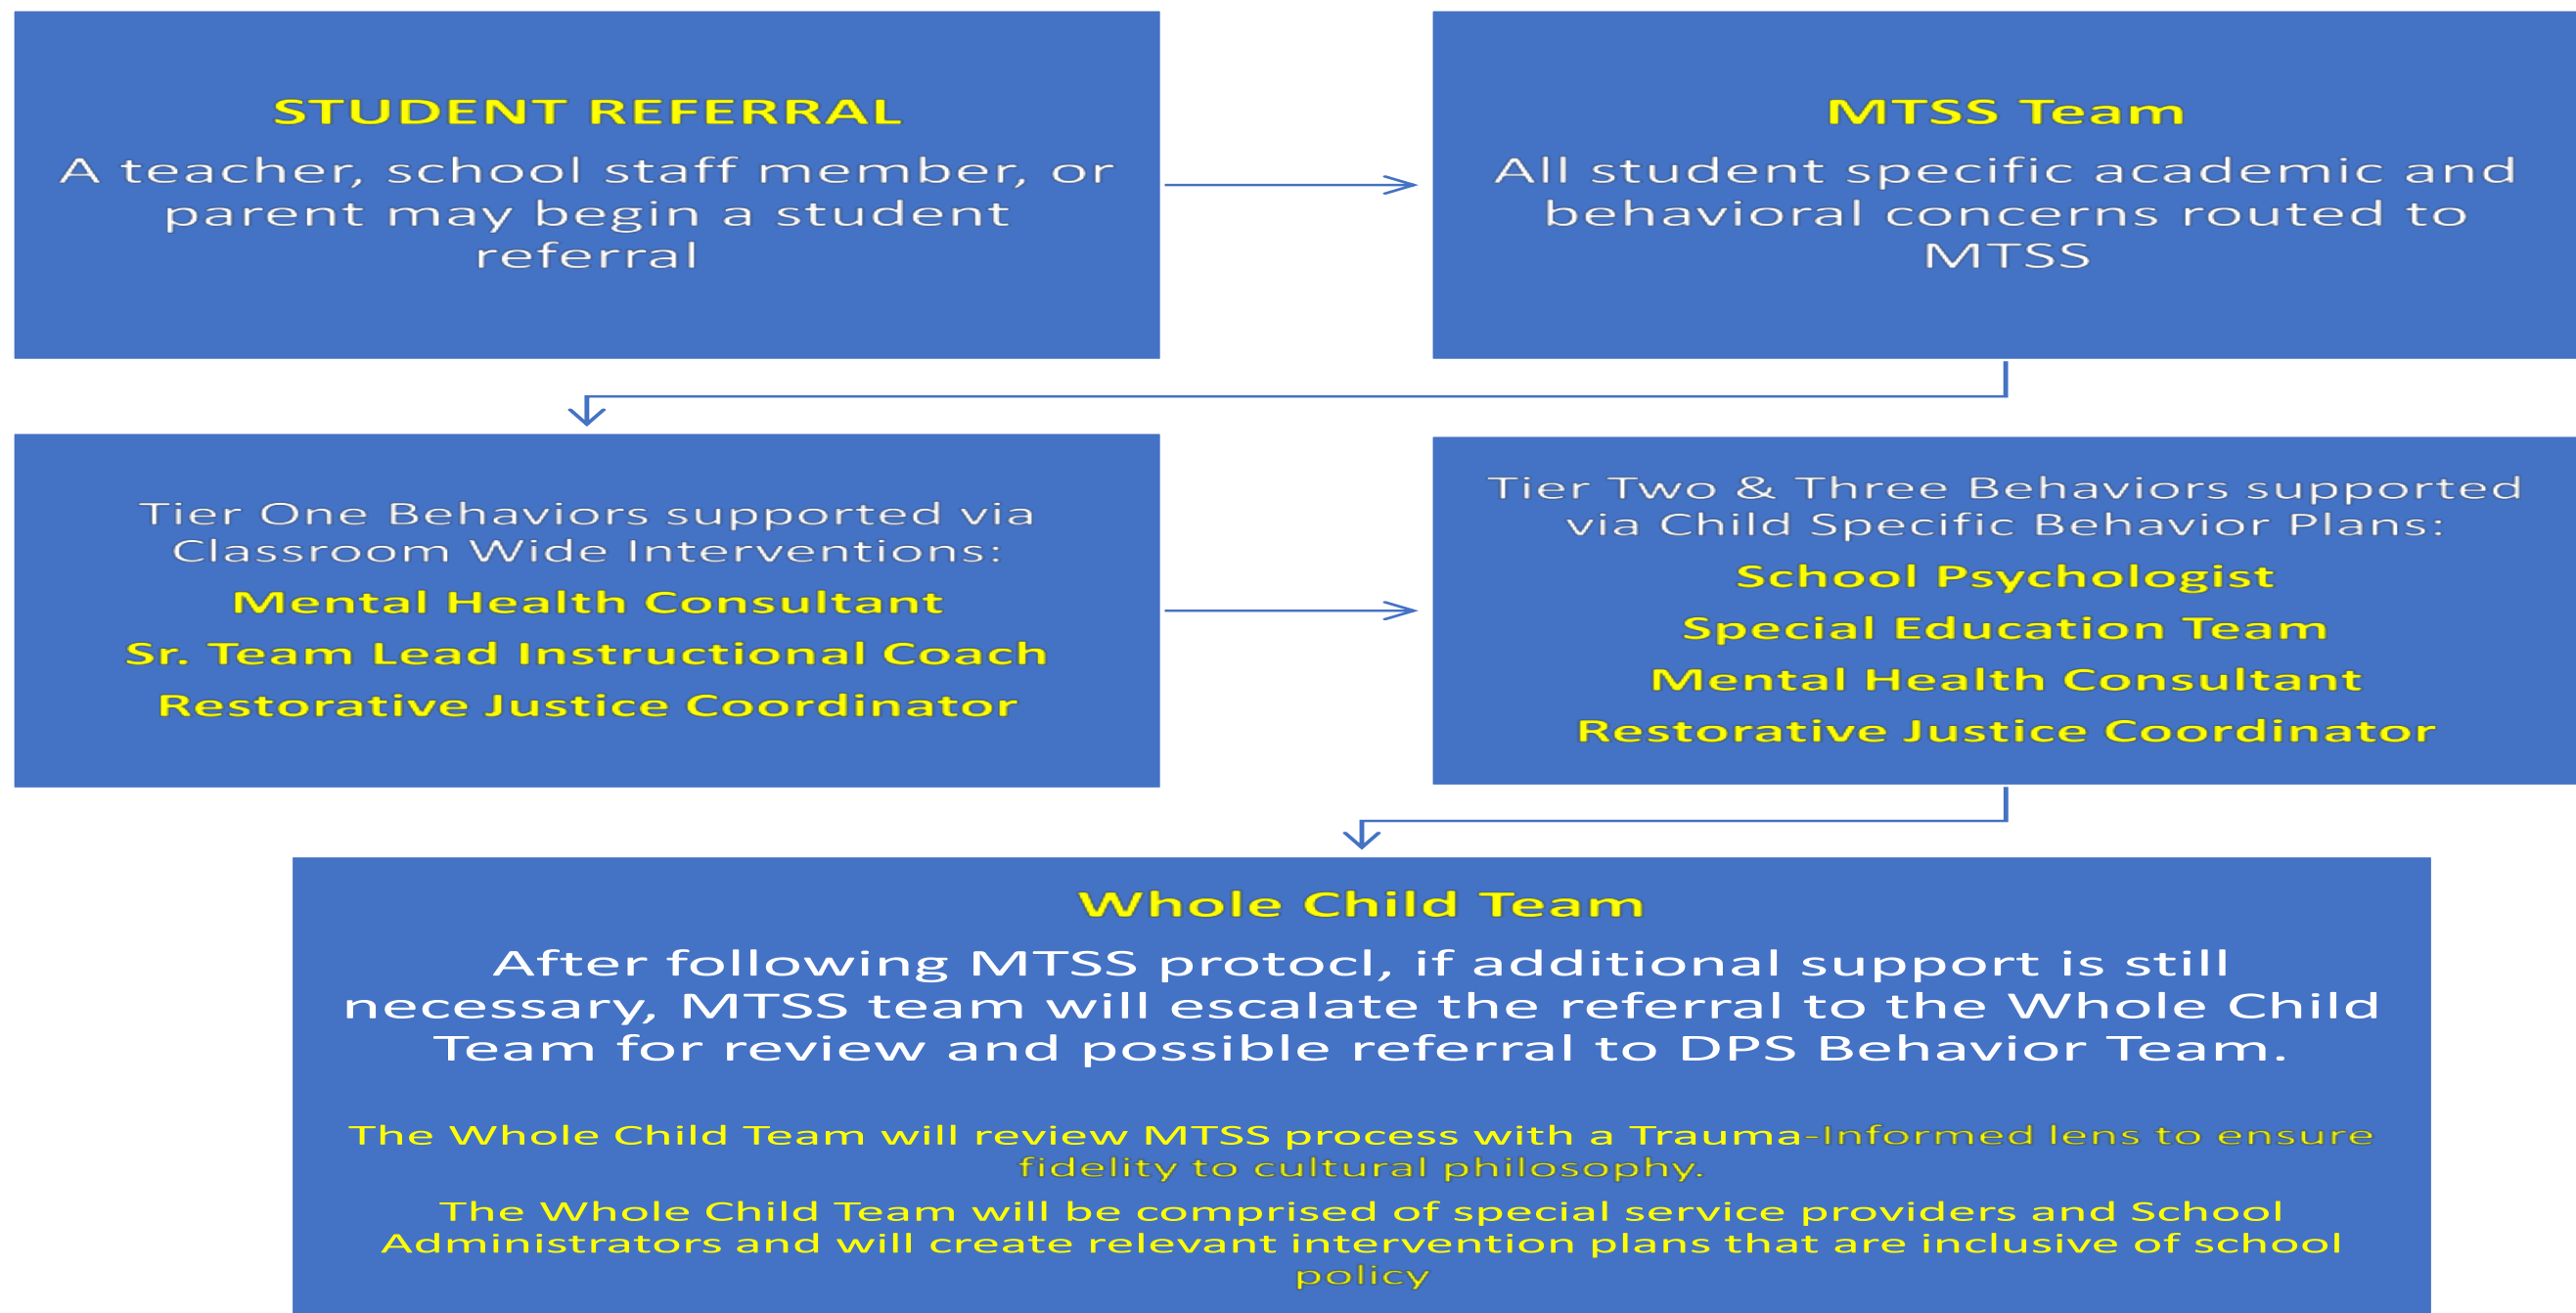 STUDENT REFERRAL
A teacher, school staff member, or
parent may begin a student
referral
MTSS Team
All student specific academic and
behavioral concerns routed to
MTSS
Tier One Behaviors supported via
Classroom Wide Interventions:
Mental Health Consultant
Sr. Team Lead Instructional Coach
Restorative Justice Coordinator
Tier Two & Three Behaviors supported
via Child Specific Behavior Plans:
School Psychologist
Special Education Team
Mental Health Consultant
Restorative Justice Coordinator
Whole Child Team
After following MTSS protocl, if additional support is still
necessary, MTSS team will escalate the referral to the Whole Child
Team for review and possible referral to DPS Behavior Team.
The Whole Child Team will review MTSS process with a Trauma-Informed lens to ensure
fidelity to cultural philosophy.
The Whole Child Team will be comprised of special service providers and School
Administrators and will create relevant intervention plans that are inclusive of school
policy